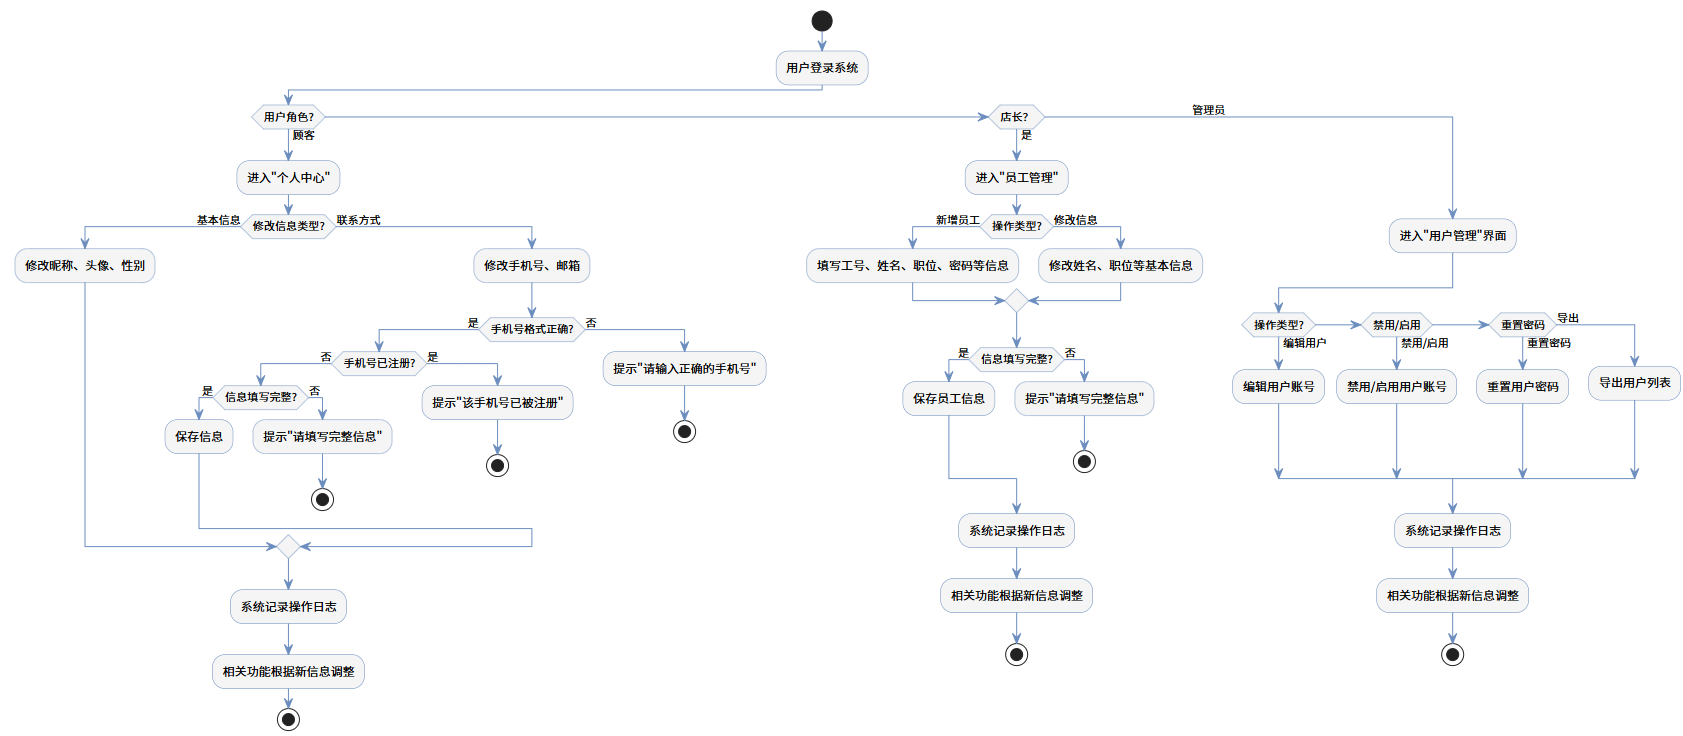 用户登录系统
用户角色?
顾客
店长?
是
管理员
进入"个人中心"
进入"员工管理"
基本信息
修改信息类型?
联系方式
新增员工
操作类型?
修改信息
进入"用户管理"界面
修改昵称、头像、性别
修改手机号、邮箱
填写工号、姓名、职位、密码等信息
修改姓名、职位等基本信息
是
手机号格式正确?
否
操作类型?
编辑用户
禁用/启用
禁用/启用
重置密码
重置密码
导出
否
手机号已注册?
是
提示"请输入正确的手机号"
是
信息填写完整?
否
编辑用户账号
禁用/启用用户账号
重置用户密码
导出用户列表
是
信息填写完整?
否
提示"该手机号已被注册"
保存员工信息
提示"请填写完整信息"
保存信息
提示"请填写完整信息"
系统记录操作日志
系统记录操作日志
相关功能根据新信息调整
相关功能根据新信息调整
系统记录操作日志
相关功能根据新信息调整